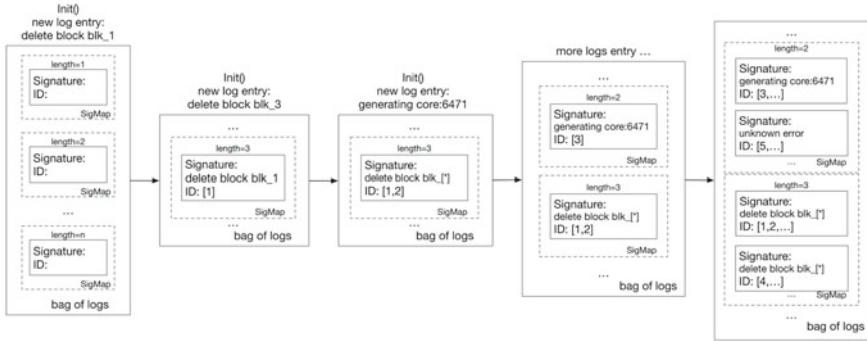 Init()
new log entry:
delete block blk_1
length=1
Signature:
ID:
SigMap
length=2
Signature:
ID:
SigMap
...
length=n
Signature:
ID:
SigMap
bag of logs
Init()
new log entry:
delete block blk_3
...
length=3
Signature:
delete block blk_1
ID: [1]
SigMap
...
bag of logs
Init()
new log entry:
generating core:6471
...
length=3
Signature:
delete block blk_[*]
ID: [1,2]
SigMap
...
bag of logs
more logs entry ...
...
length=2
Signature:
generating core:6471
ID: [3]
SigMap
length=3
Signature:
delete block blk_[*]
ID: [1,2]
SigMap
...
bag of logs
...
length=2
Signature:
generating core:6471
ID: [3,...]
Signature:
unknown error
ID: [5,...]
... SigMap
length=3
Signature:
delete block blk_[*]
ID: [1,2,...]
Signature:
delete block blk_[*]
ID: [4,...]
... SigMap
...
bag of logs